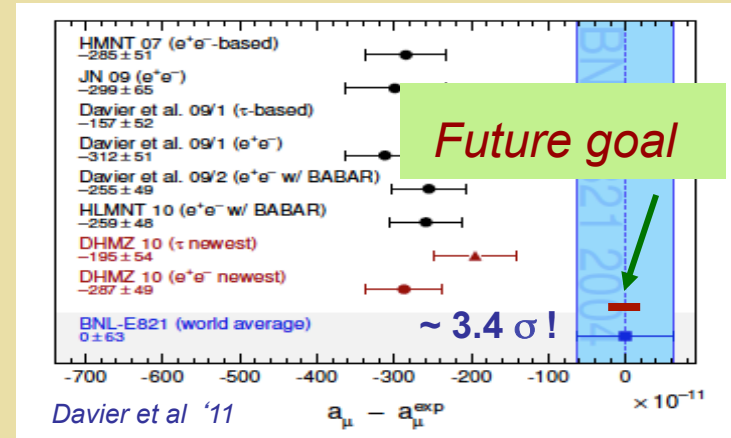 HMNT 07 (e⁺e⁻-based)
−285 ± 51
JN 09 (e⁺e⁻)
−299 ± 65
Davier et al. 09/1 (τ-based)
−157 ± 52
Davier et al. 09/1 (e⁺e⁻)
−312 ± 51
Davier et al. 09/2 (e⁺e⁻ w/ BABAR)
−255 ± 49
HLMNT 10 (e⁺e⁻ w/ BABAR)
−259 ± 48
DHMZ 10 (τ newest)
−195 ± 54
DHMZ 10 (e⁺e⁻ newest)
−287 ± 49
BNL-E821 (world average)
0 ± 63
Future goal
~ 3.4 σ !
2004
-700 -600 -500 -400 -300 -200 -100 0
× 10⁻¹¹
Davier et al ‘11
aμ − aμᵉˣᵖ